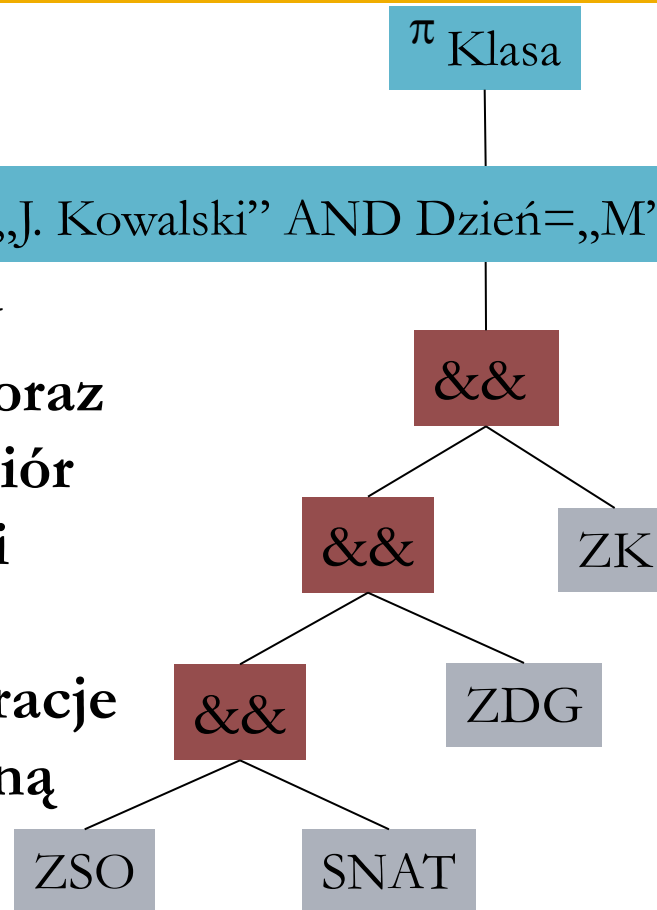 π Klasa
„J. Kowalski” AND Dzień=„M”
&&
oraz
iór
&&
ZK
i
racje
&&
ZDG
ną
ZSO
SNAT